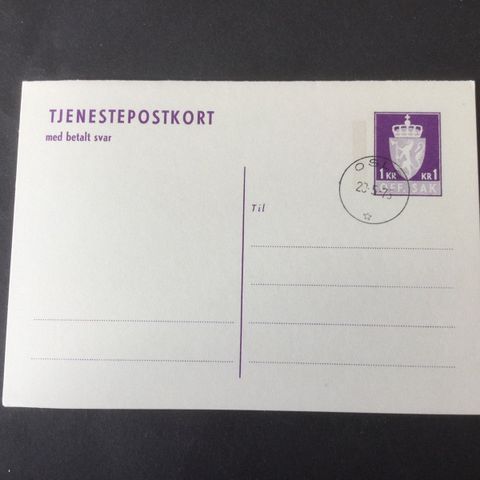 TJENESTEPOSTKORT
med betalt svar
1 KR KR 1
OFF. SAK
OSLO
Til